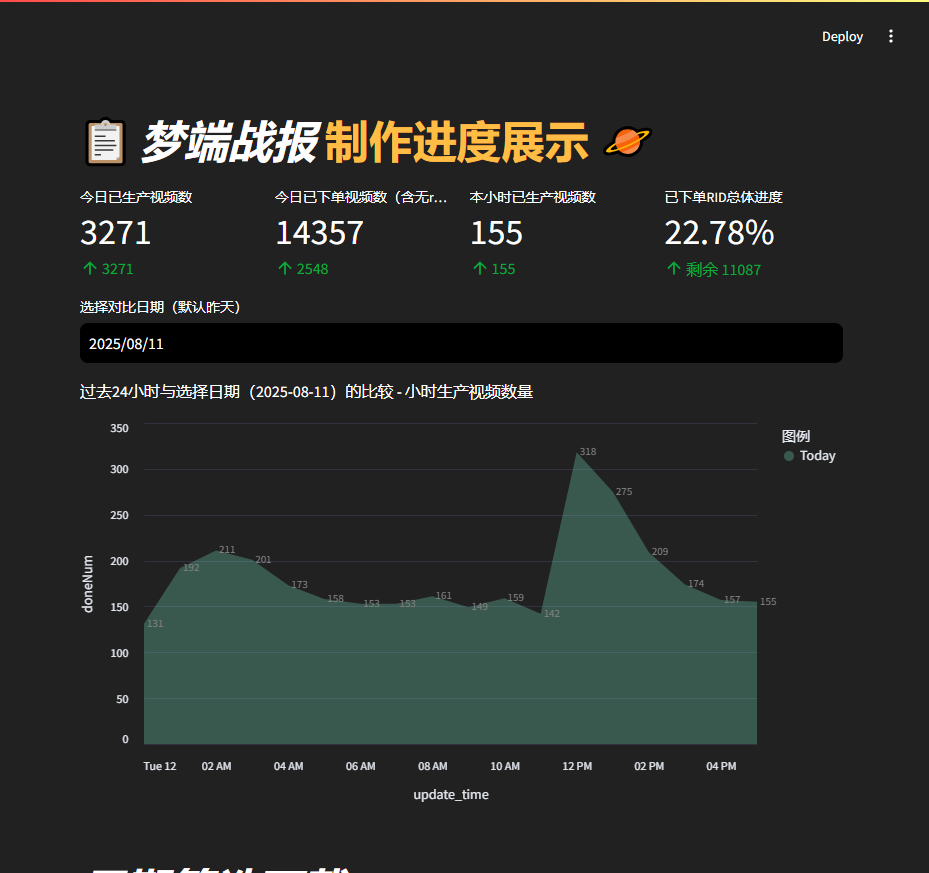 Deploy
梦端战报 制作进度展示
今日已生产视频数
3271
3271
今日已下单视频数（含无r...
14357
2548
本小时已生产视频数
155
155
已下单RID总体进度
22.78%
剩余 11087
选择对比日期（默认昨天）
2025/08/11
过去24小时与选择日期（2025-08-11）的比较 - 小时生产视频数量
350
300
250
200
150
100
50
0
doneNum
131
192
211
201
173
158
153
153
161
149
159
142
318
275
209
174
157
155
图例
Today
Tue 12
02 AM
04 AM
06 AM
08 AM
10 AM
12 PM
02 PM
04 PM
update_time